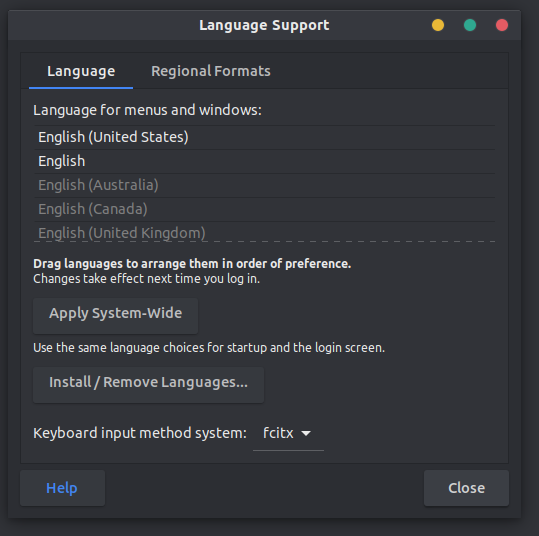 Language Support
Language Regional Formats
Language for menus and windows:
English (United States)
English
English (Australia)
English (Canada)
English (United Kingdom)
Drag languages to arrange them in order of preference.
Changes take effect next time you log in.
Apply System-Wide
Use the same language choices for startup and the login screen.
Install / Remove Languages...
Keyboard input method system: fcitx
Help Close